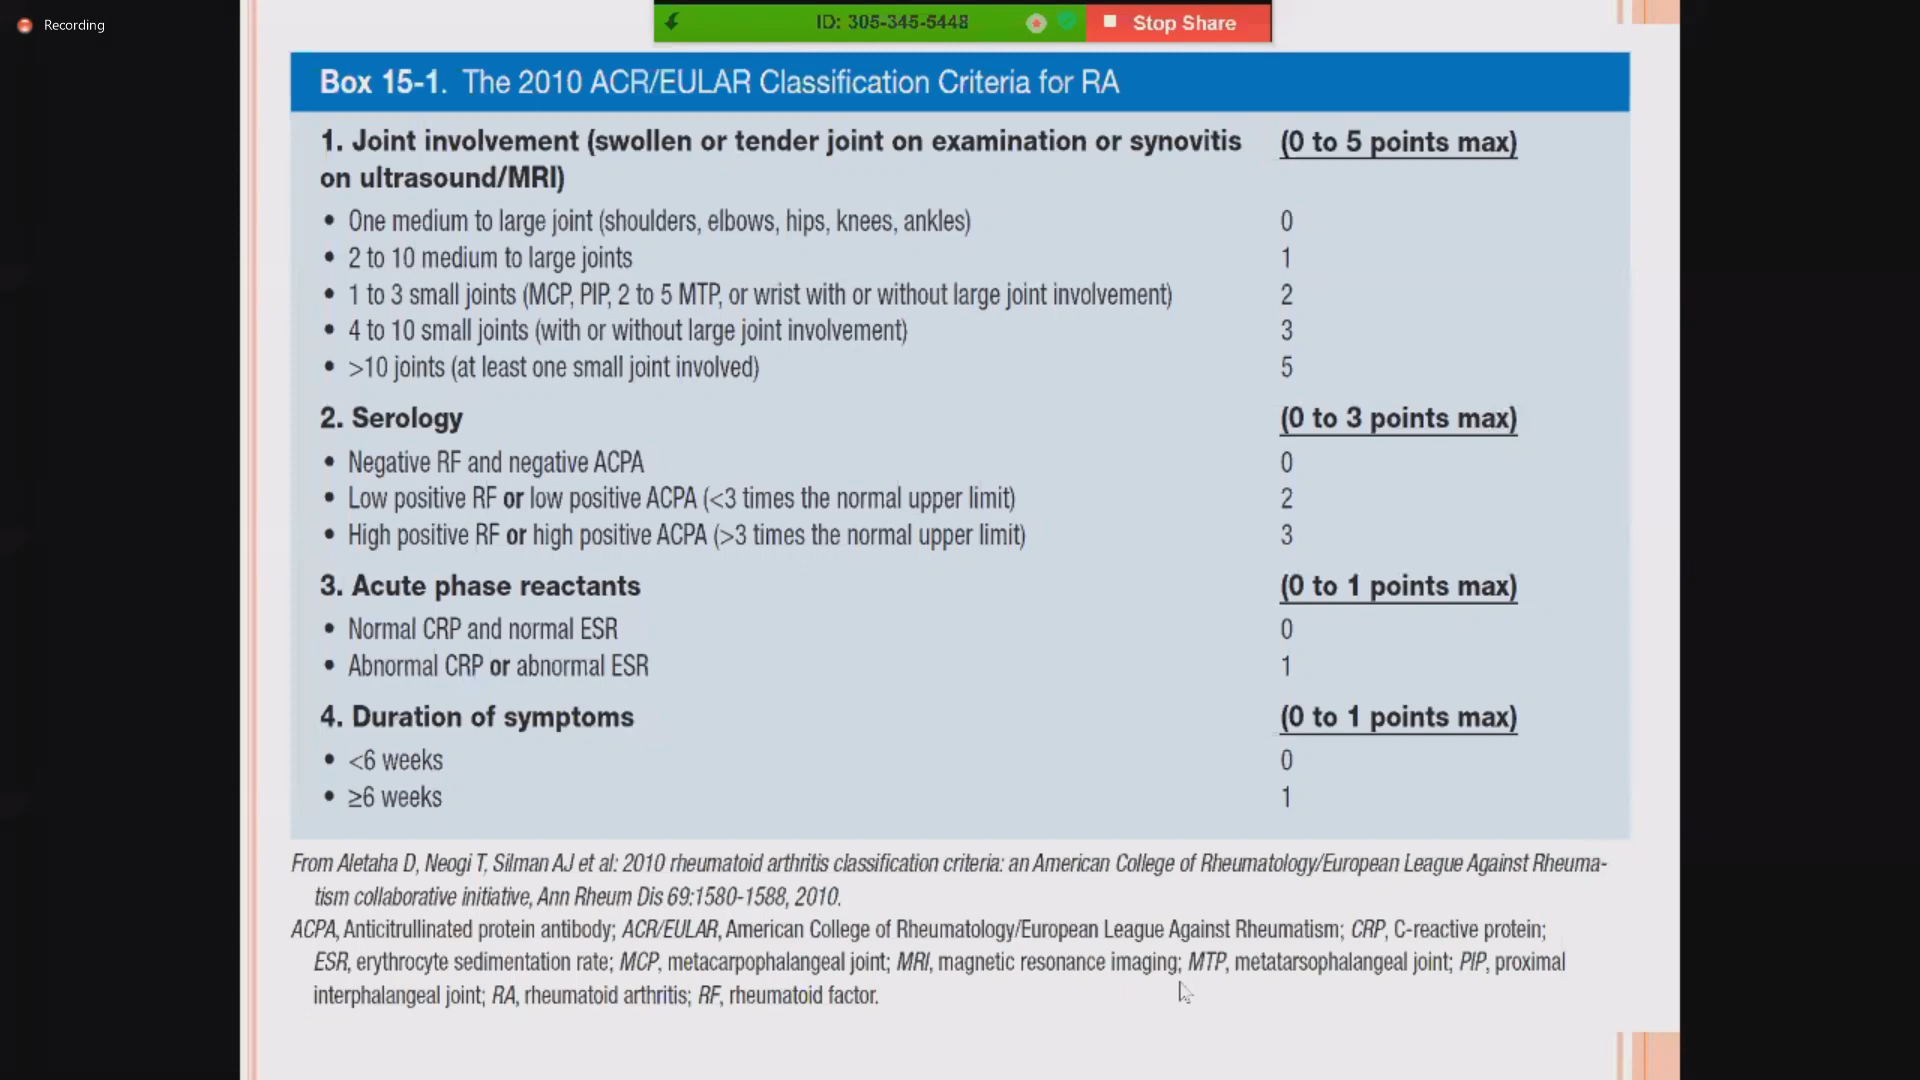 Recording
ID: 305-345-5448
Stop Share
Box 15-1. The 2010 ACR/EULAR Classification Criteria for RA
1. Joint involvement (swollen or tender joint on examination or synovitis (0 to 5 points max)
on ultrasound/MRI)
• One medium to large joint (shoulders, elbows, hips, knees, ankles) 0
• 2 to 10 medium to large joints 1
• 1 to 3 small joints (MCP, PIP, 2 to 5 MTP, or wrist with or without large joint involvement) 2
• 4 to 10 small joints (with or without large joint involvement) 3
• >10 joints (at least one small joint involved) 5
2. Serology (0 to 3 points max)
• Negative RF and negative ACPA 0
• Low positive RF or low positive ACPA (<3 times the normal upper limit) 2
• High positive RF or high positive ACPA (>3 times the normal upper limit) 3
3. Acute phase reactants (0 to 1 points max)
• Normal CRP and normal ESR 0
• Abnormal CRP or abnormal ESR 1
4. Duration of symptoms (0 to 1 points max)
• <6 weeks 0
• ≥6 weeks 1
From Aletaha D, Neogi T, Silman AJ et al: 2010 rheumatoid arthritis classification criteria: an American College of Rheumatology/European League Against Rheuma-
tism collaborative initiative, Ann Rheum Dis 69:1580-1588, 2010.
ACPA, Anticitrullinated protein antibody; ACR/EULAR, American College of Rheumatology/European League Against Rheumatism; CRP, C-reactive protein;
ESR, erythrocyte sedimentation rate; MCP, metacarpophalangeal joint; MRI, magnetic resonance imaging; MTP, metatarsophalangeal joint; PIP, proximal
interphalangeal joint; RA, rheumatoid arthritis; RF, rheumatoid factor.